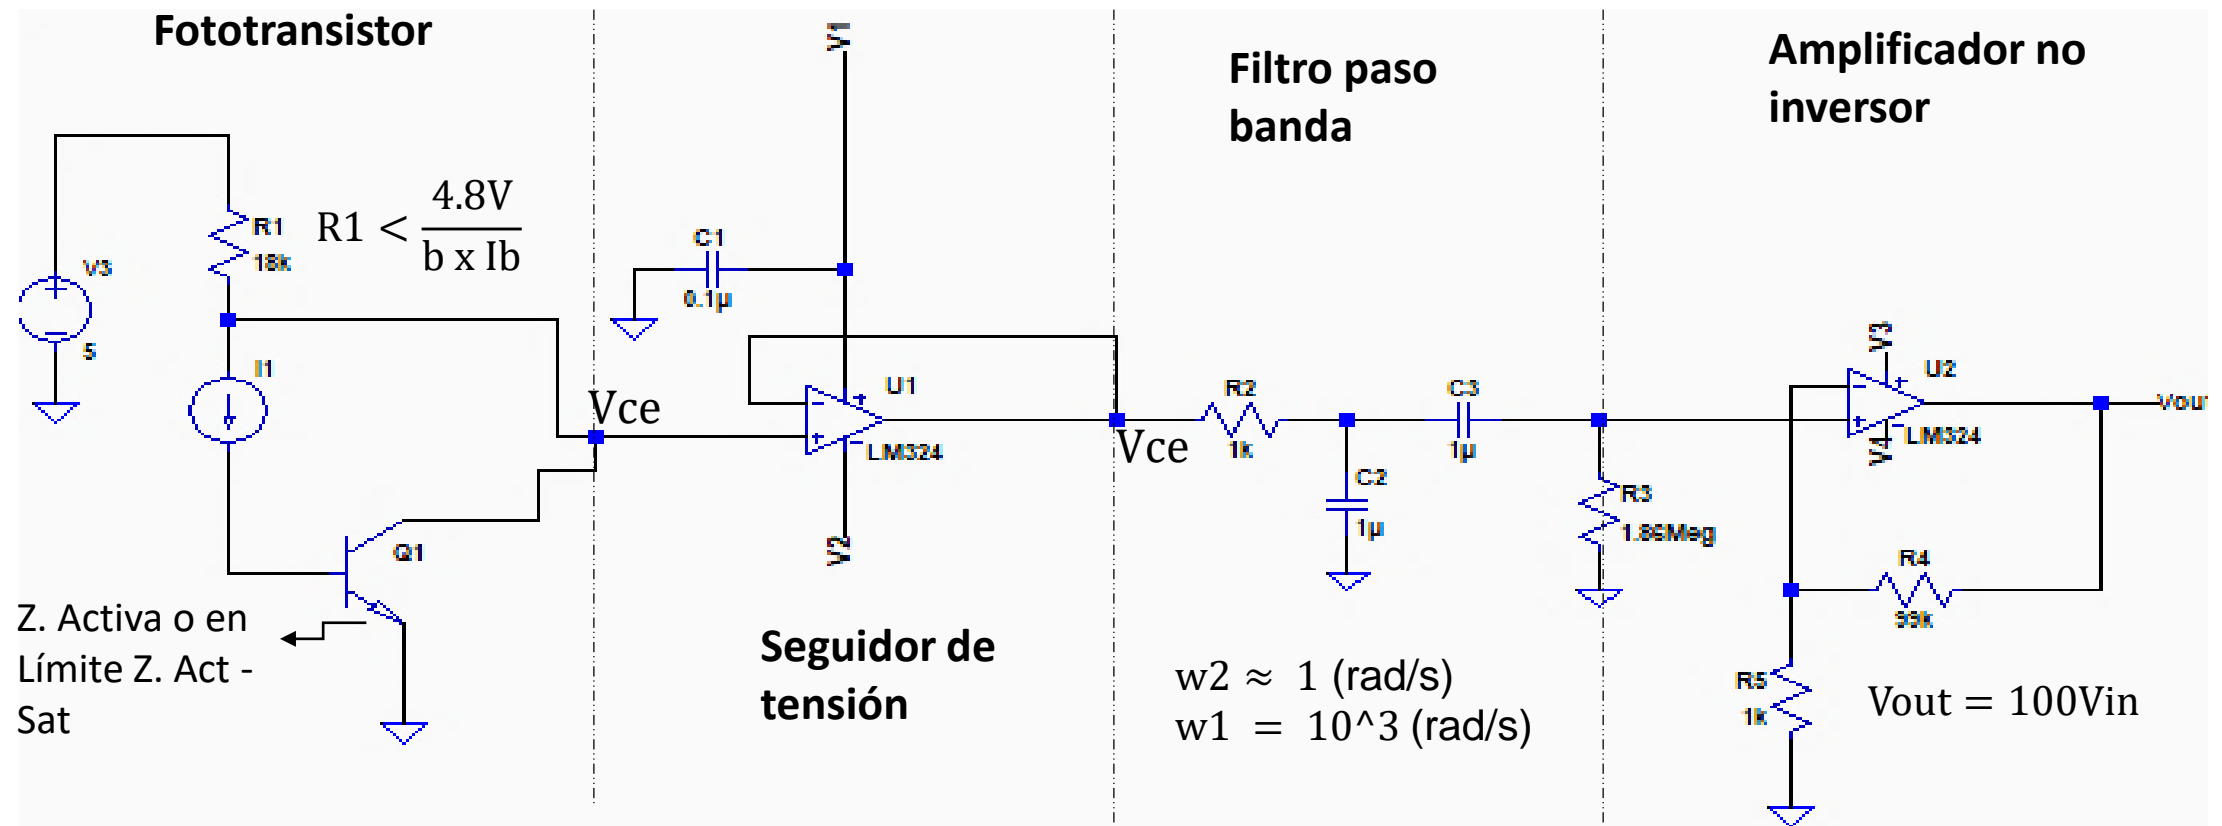 Fototransistor
V3
5
R1
18k
R1 < 4.8V / b x Ib
I1
Q1
Z. Activa o en
Límite Z. Act -
Sat
Vce
V1
C1
0.1µ
U1
LM324
V2
Seguidor de
tensión
Filtro paso
banda
Vce
R2
1k
C3
1µ
C2
1µ
R3
1.86Meg
w2 ≈ 1 (rad/s)
w1 = 10^3 (rad/s)
Amplificador no
inversor
V3
U2
V4
LM324
Vout
R4
99k
R5
1k
Vout = 100Vin